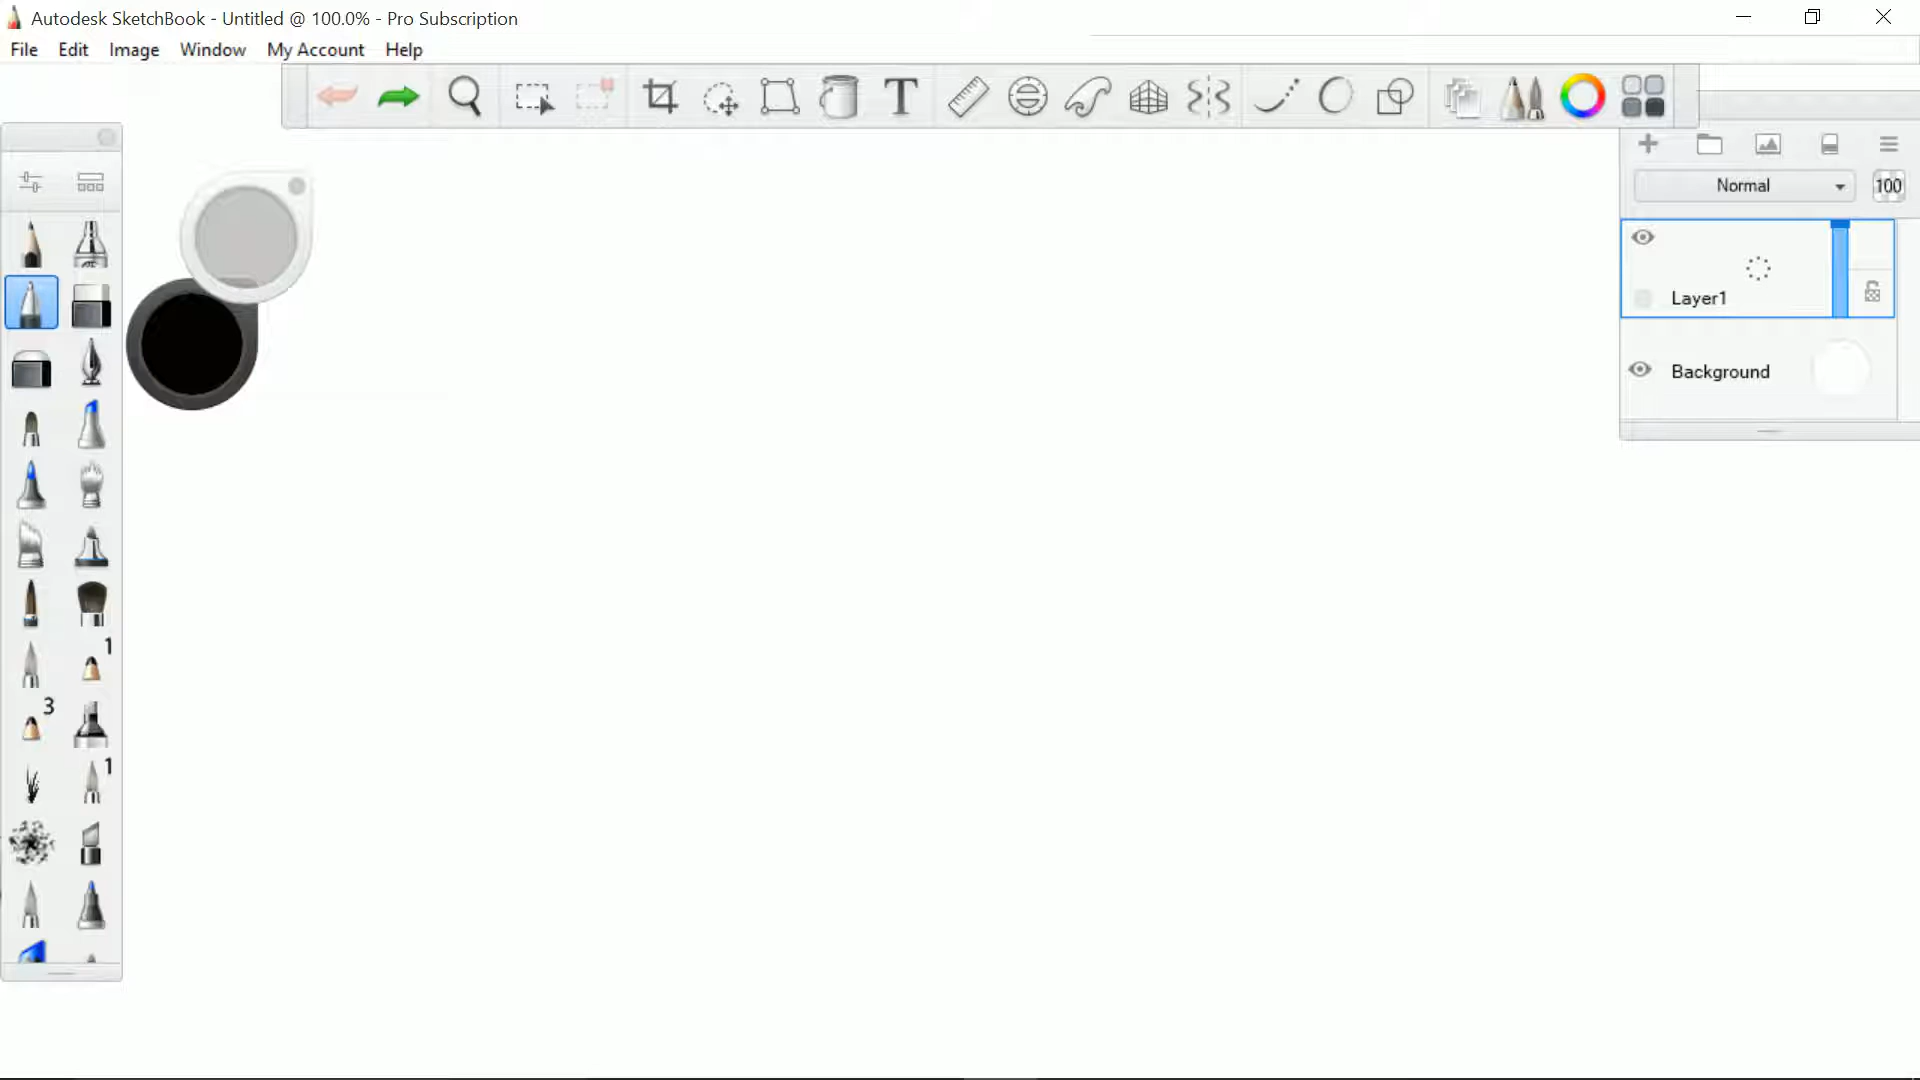 Autodesk SketchBook - Untitled @ 100.0% - Pro Subscription
File Edit Image Window My Account Help
T
Normal 100
Layer1
Background
1
3
1